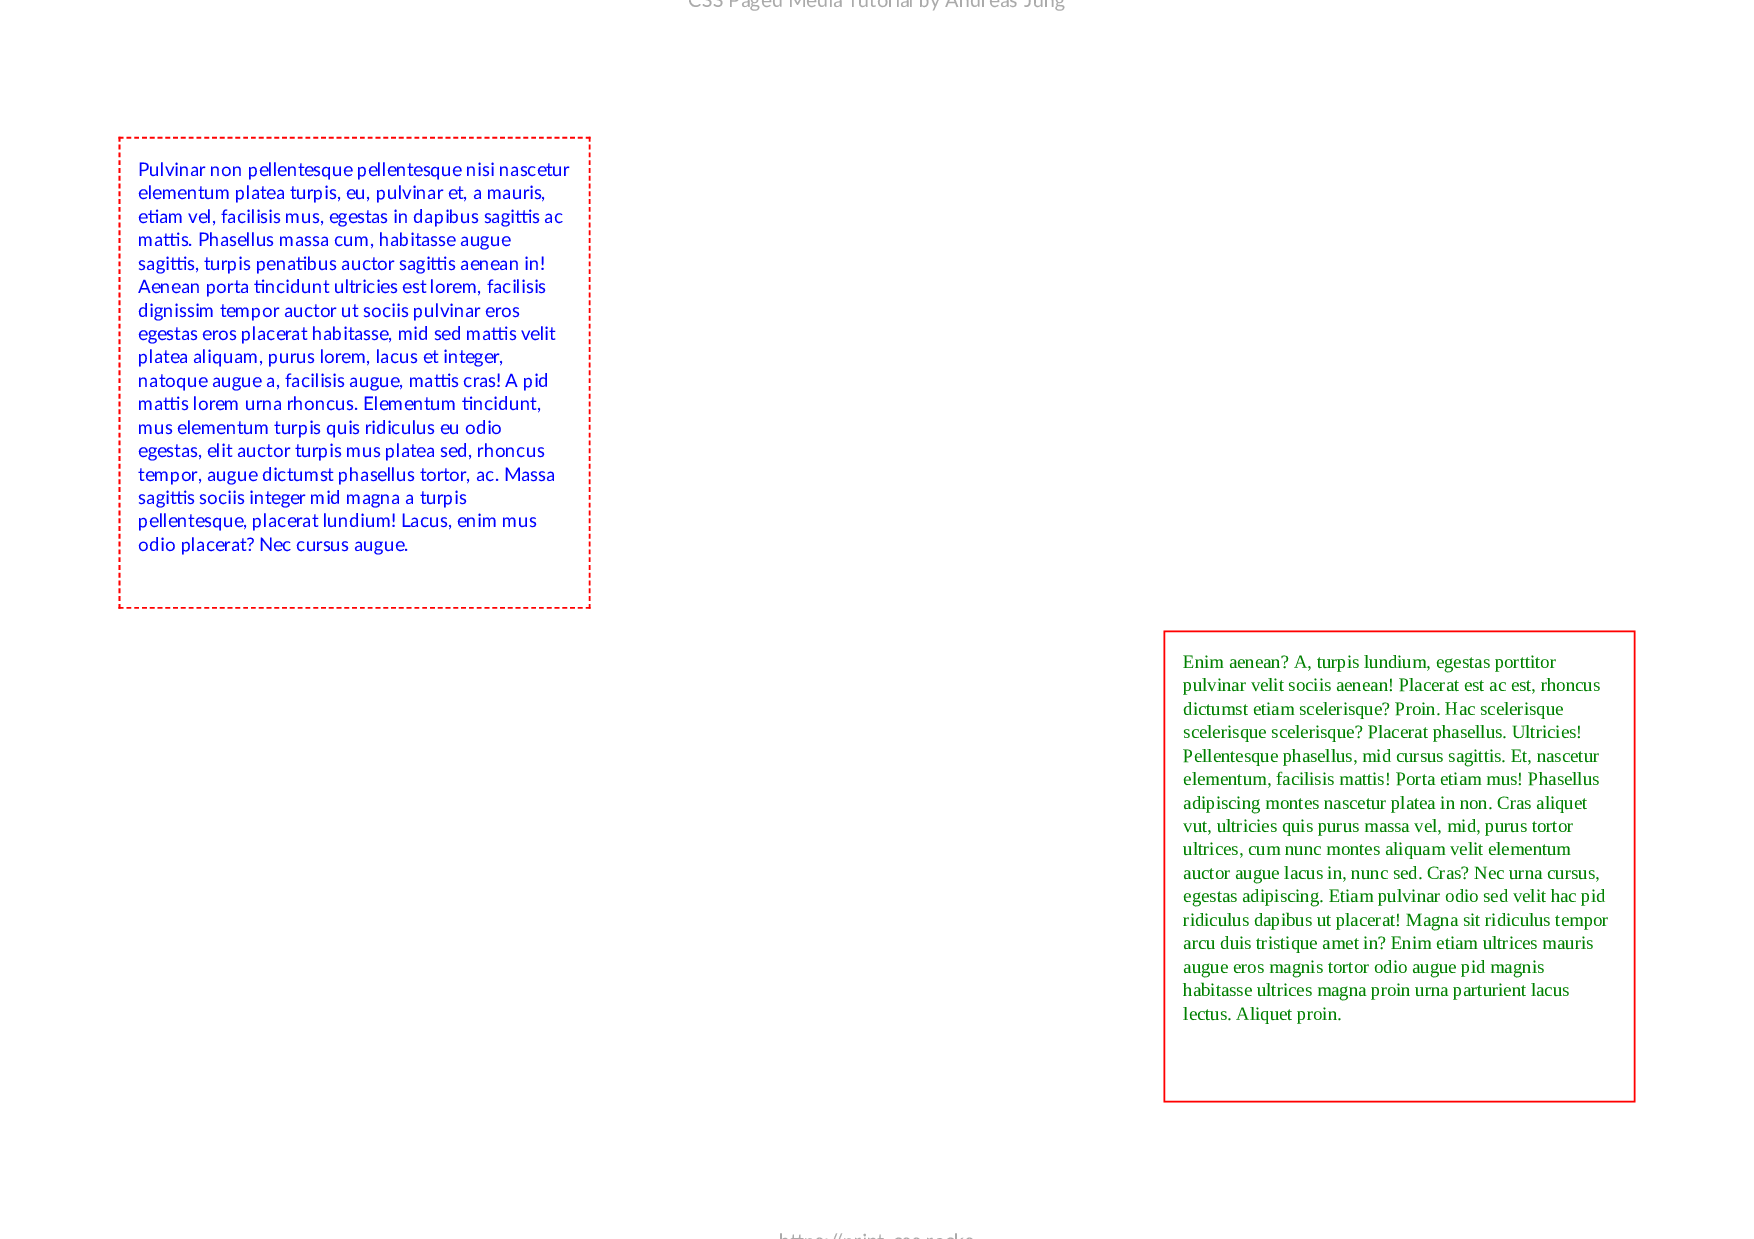 CSS Paged Media Tutorial by Andreas Jung
Pulvinar non pellentesque pellentesque nisi nascetur
elementum platea turpis, eu, pulvinar et, a mauris,
etiam vel, facilisis mus, egestas in dapibus sagittis ac
mattis. Phasellus massa cum, habitasse augue
sagittis, turpis penatibus auctor sagittis aenean in!
Aenean porta tincidunt ultricies est lorem, facilisis
dignissim tempor auctor ut sociis pulvinar eros
egestas eros placerat habitasse, mid sed mattis velit
platea aliquam, purus lorem, lacus et integer,
natoque augue a, facilisis augue, mattis cras! A pid
mattis lorem urna rhoncus. Elementum tincidunt,
mus elementum turpis quis ridiculus eu odio
egestas, elit auctor turpis mus platea sed, rhoncus
tempor, augue dictumst phasellus tortor, ac. Massa
sagittis sociis integer mid magna a turpis
pellentesque, placerat lundium! Lacus, enim mus
odio placerat? Nec cursus augue.
Enim aenean? A, turpis lundium, egestas porttitor
pulvinar velit sociis aenean! Placerat est ac est, rhoncus
dictumst etiam scelerisque? Proin. Hac scelerisque
scelerisque scelerisque? Placerat phasellus. Ultricies!
Pellentesque phasellus, mid cursus sagittis. Et, nascetur
elementum, facilisis mattis! Porta etiam mus! Phasellus
adipiscing montes nascetur platea in non. Cras aliquet
vut, ultricies quis purus massa vel, mid, purus tortor
ultrices, cum nunc montes aliquam velit elementum
auctor augue lacus in, nunc sed. Cras? Nec urna cursus,
egestas adipiscing. Etiam pulvinar odio sed velit hac pid
ridiculus dapibus ut placerat! Magna sit ridiculus tempor
arcu duis tristique amet in? Enim etiam ultrices mauris
augue eros magnis tortor odio augue pid magnis
habitasse ultrices magna proin urna parturient lacus
lectus. Aliquet proin.
https://print-css.rocks